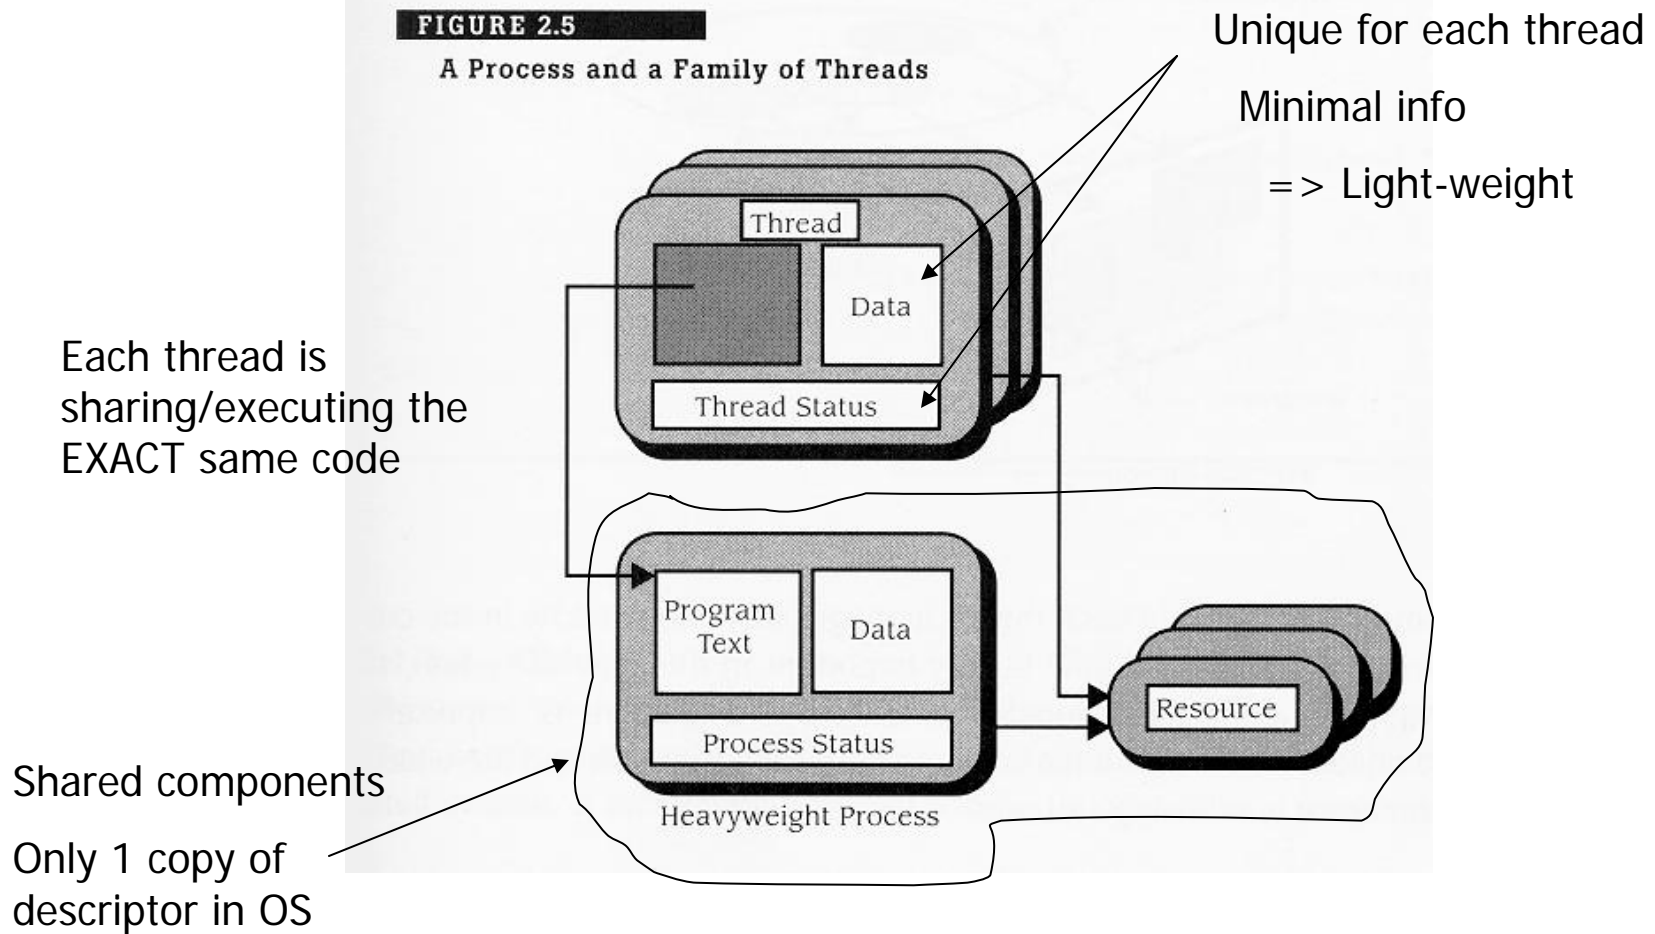 FIGURE 2.5
A Process and a Family of Threads
Unique for each thread
Minimal info
=> Light-weight
Thread
Data
Thread Status
Each thread is
sharing/executing the
EXACT same code
Program
Text
Data
Process Status
Heavyweight Process
Resource
Shared components
Only 1 copy of
descriptor in OS